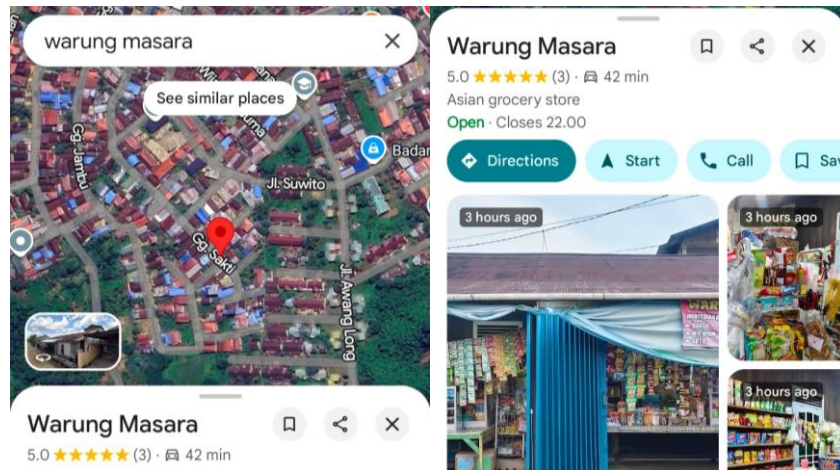 warung masara
See similar places
Gg. Jambu
Jl. Suwito
Gg. Sakti
Jl. Awang Long
Warung Masara
5.0 (3) · 42 min
Warung Masara
5.0 (3) · 42 min
Asian grocery store
Open · Closes 22.00
Directions
Start
Call
3 hours ago
3 hours ago
3 hours ago